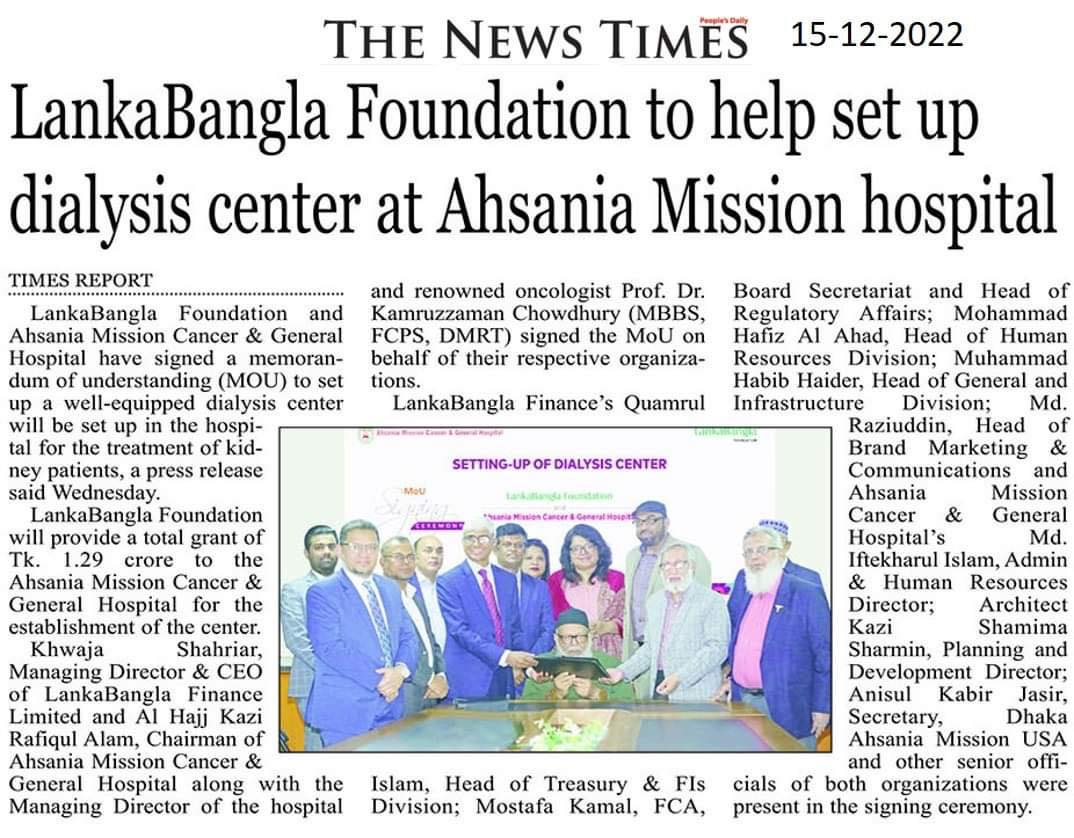 THE NEWS TIMES
People's Daily
15-12-2022
LankaBangla Foundation to help set up
dialysis center at Ahsania Mission hospital
TIMES REPORT
LankaBangla Foundation and
Ahsania Mission Cancer & General
Hospital have signed a memoran-
dum of understanding (MOU) to set
up a well-equipped dialysis center
will be set up in the hospi-
tal for the treatment of kid-
ney patients, a press release
said Wednesday.
LankaBangla Foundation
will provide a total grant of
Tk. 1.29 crore to the
Ahsania Mission Cancer &
General Hospital for the
establishment of the center.
Khwaja Shahriar,
Managing Director & CEO
of LankaBangla Finance
Limited and Al Hajj Kazi
Rafiqul Alam, Chairman of
Ahsania Mission Cancer &
General Hospital along with the
Managing Director of the hospital
and renowned oncologist Prof. Dr.
Kamruzzaman Chowdhury (MBBS,
FCPS, DMRT) signed the MoU on
behalf of their respective organiza-
tions.
LankaBangla Finance's Quamrul
Ahsania Mission Cancer & General Hospital
LankaBangla
SETTING-UP OF DIALYSIS CENTER
MoU
Signing
CEREMONY
LankaBangla Foundation
Ahsania Mission Cancer & General Hospital
Islam, Head of Treasury & FIs
Division; Mostafa Kamal, FCA,
Board Secretariat and Head of
Regulatory Affairs; Mohammad
Hafiz Al Ahad, Head of Human
Resources Division; Muhammad
Habib Haider, Head of General and
Infrastructure Division; Md.
Raziuddin, Head of
Brand Marketing &
Communications and
Ahsania Mission
Cancer & General
Hospital's Md.
Iftekharul Islam, Admin
& Human Resources
Director; Architect
Kazi Shamima
Sharmin, Planning and
Development Director;
Anisul Kabir Jasir,
Secretary, Dhaka
Ahsania Mission USA
and other senior offi-
cials of both organizations were
present in the signing ceremony.